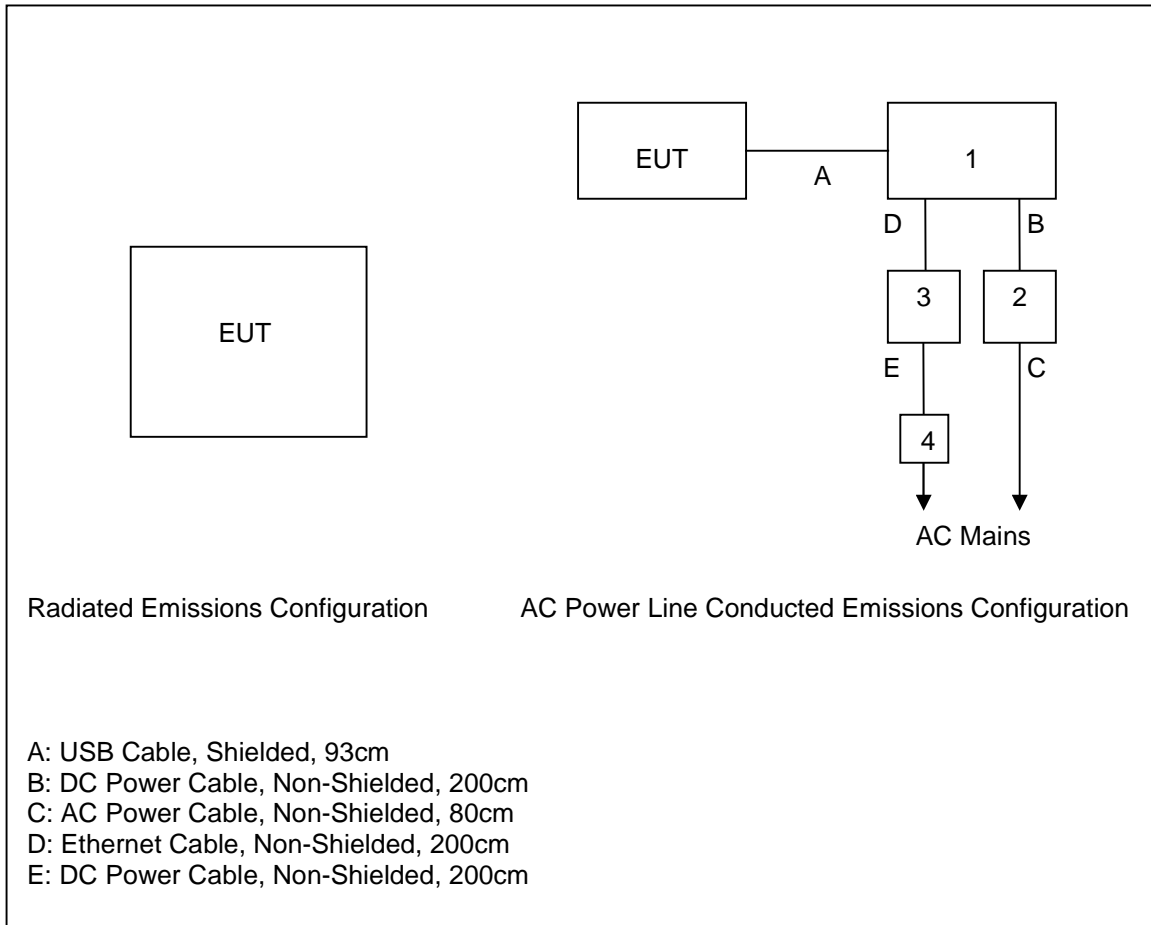 EUT
1
A
D
B
EUT
3
2
E
C
4
AC Mains
Radiated Emissions Configuration
AC Power Line Conducted Emissions Configuration
A: USB Cable, Shielded, 93cm
B: DC Power Cable, Non-Shielded, 200cm
C: AC Power Cable, Non-Shielded, 80cm
D: Ethernet Cable, Non-Shielded, 200cm
E: DC Power Cable, Non-Shielded, 200cm